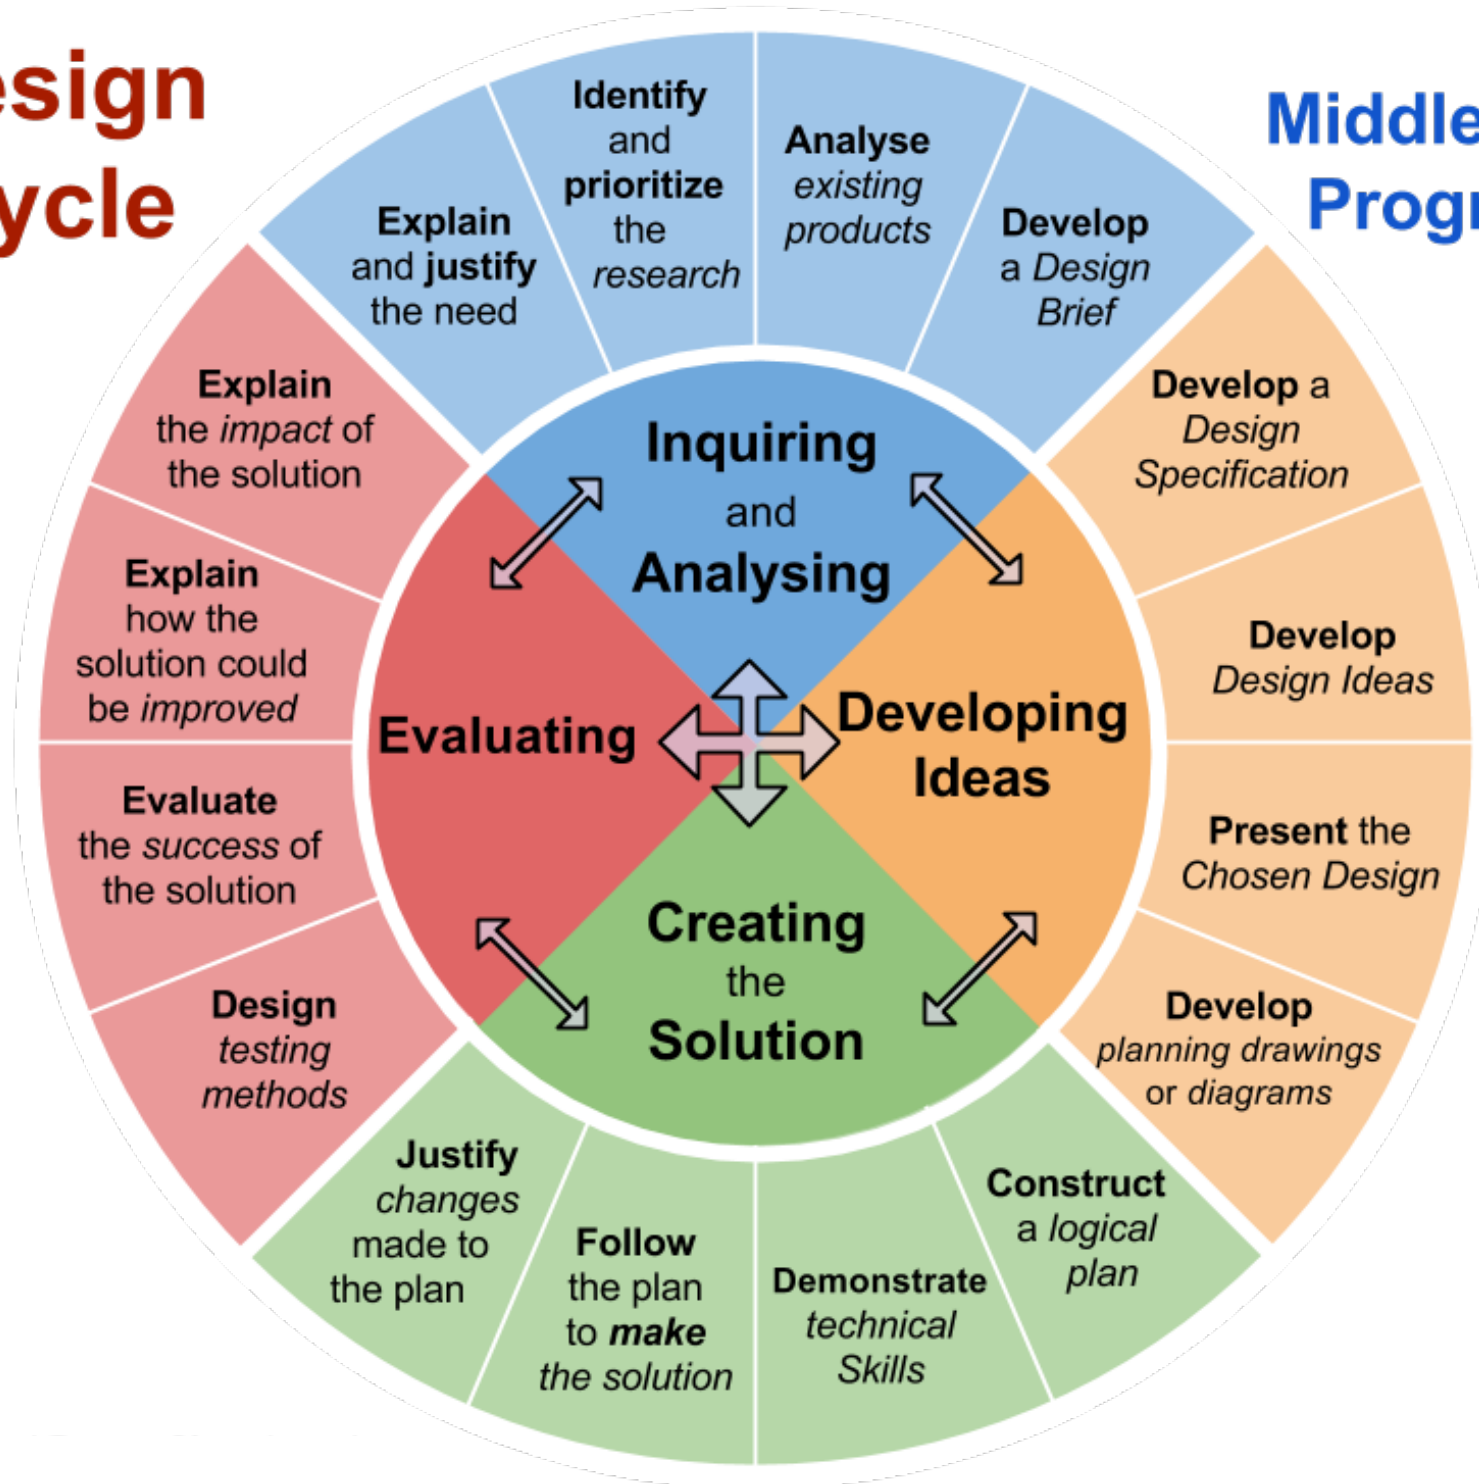 esign
ycle
Middle
Progr
Explain
and justify
the need
Identify
and
prioritize
the
research
Analyse
existing
products
Develop
a Design
Brief
Develop a
Design
Specification
Develop
Design Ideas
Present the
Chosen Design
Develop
planning drawings
or diagrams
Construct
a logical
plan
Demonstrate
technical
Skills
Follow
the plan
to make
the solution
Justify
changes
made to
the plan
Design
testing
methods
Evaluate
the success of
the solution
Explain
how the
solution could
be improved
Explain
the impact of
the solution
Inquiring
and
Analysing
Developing
Ideas
Creating
the
Solution
Evaluating